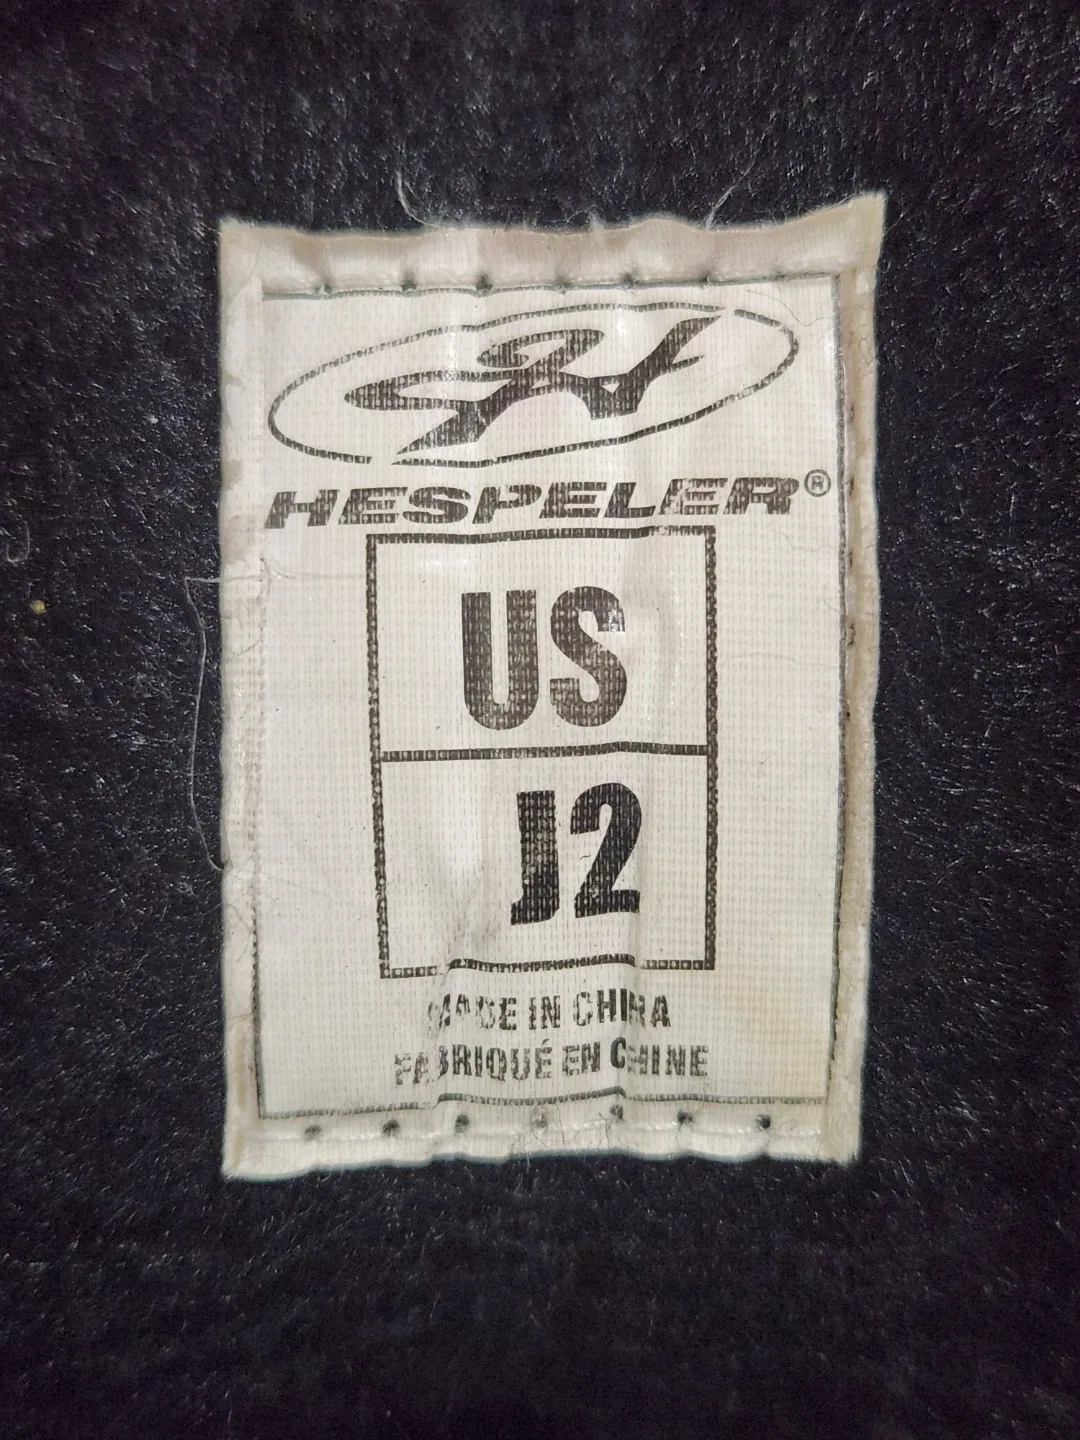 HESPELER®
US
J2
MADE IN CHINA
FABRIQUÉ EN CHINE